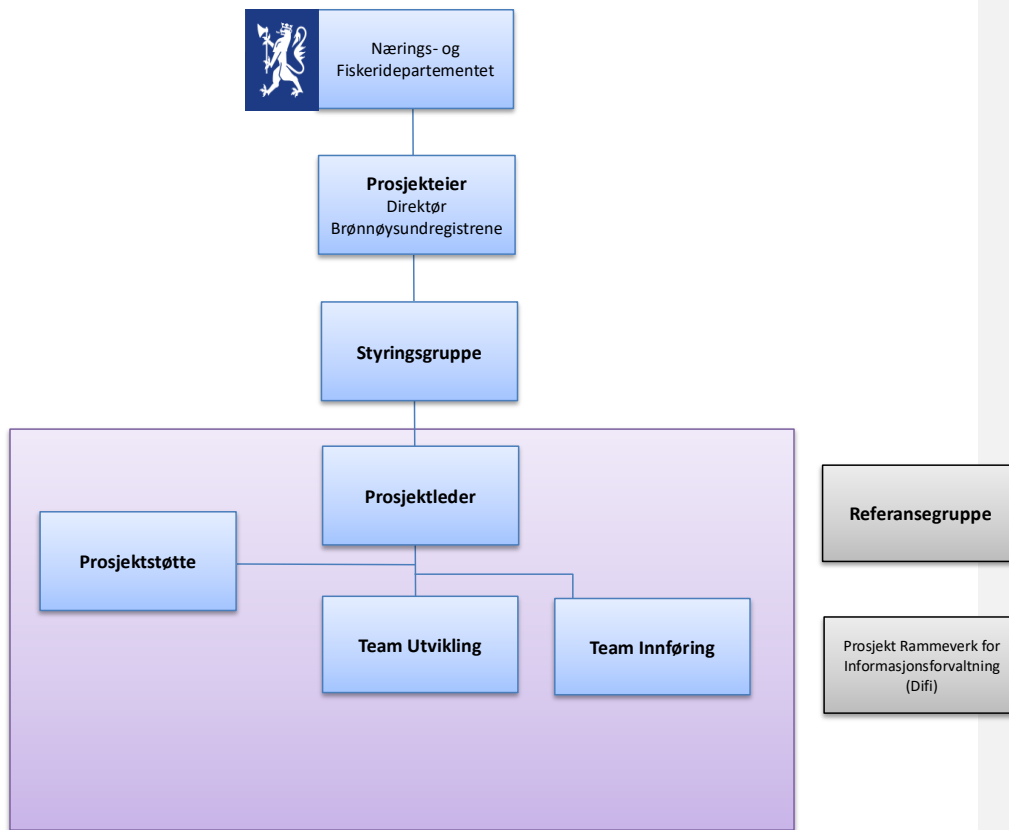 Nærings- og
Fiskeridepartementet
Prosjekteier
Direktør
Brønnøysundregistrene
Styringsgruppe
Prosjektleder
Referansegruppe
Prosjektstøtte
Team Utvikling
Team Innføring
Prosjekt Rammeverk for
Informasjonsforvaltning
(Difi)